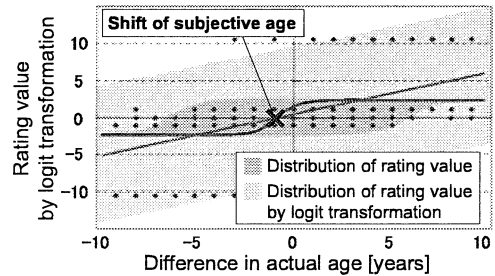 Shift of subjective age
10
5
0
−5
−10
Rating value
by logit transformation
Distribution of rating value
Distribution of rating value
by logit transformation
−10
−5
0
5
10
Difference in actual age [years]